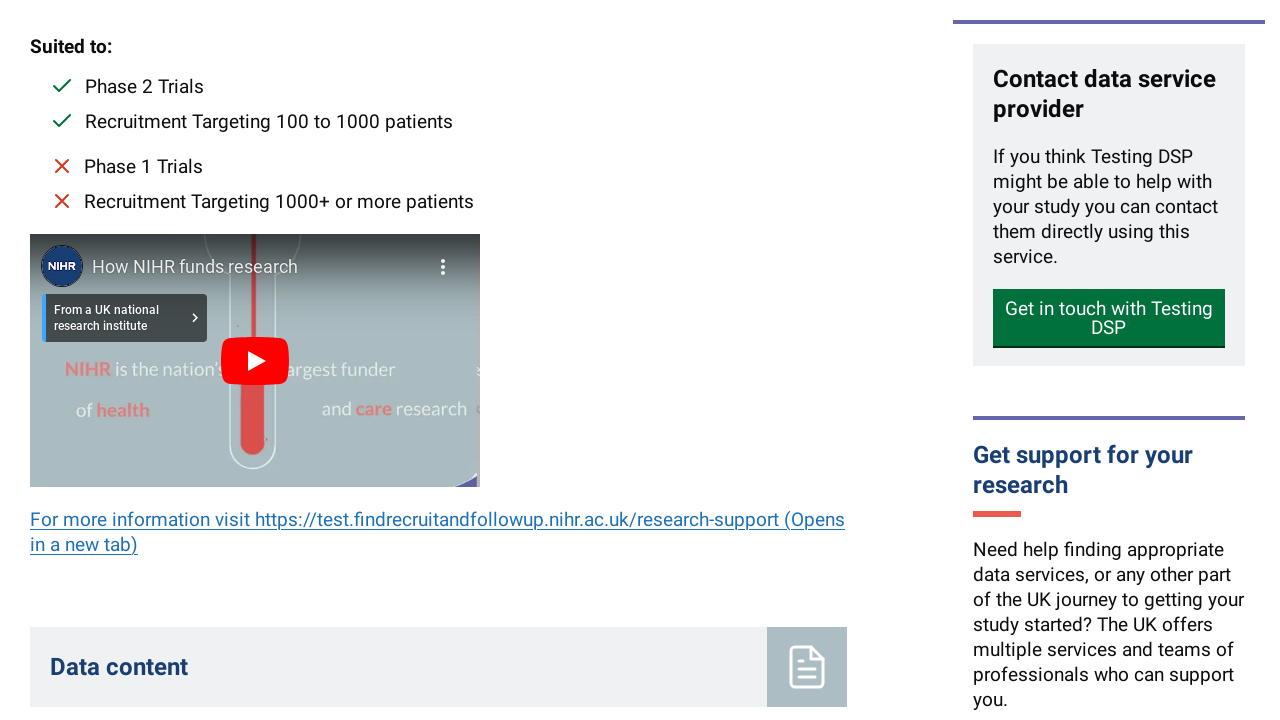 Suited to:
Phase 2 Trials
Recruitment Targeting 100 to 1000 patients
Phase 1 Trials
Recruitment Targeting 1000+ or more patients
NIHR
How NIHR funds research
From a UK national
research institute
NIHR is the nation's argest funder
of health and care research
For more information visit https://test.findrecruitandfollowup.nihr.ac.uk/research-support (Opens
in a new tab)
Data content
Contact data service
provider
If you think Testing DSP
might be able to help with
your study you can contact
them directly using this
service.
Get in touch with Testing
DSP
Get support for your
research
Need help finding appropriate
data services, or any other part
of the UK journey to getting your
study started? The UK offers
multiple services and teams of
professionals who can support
you.